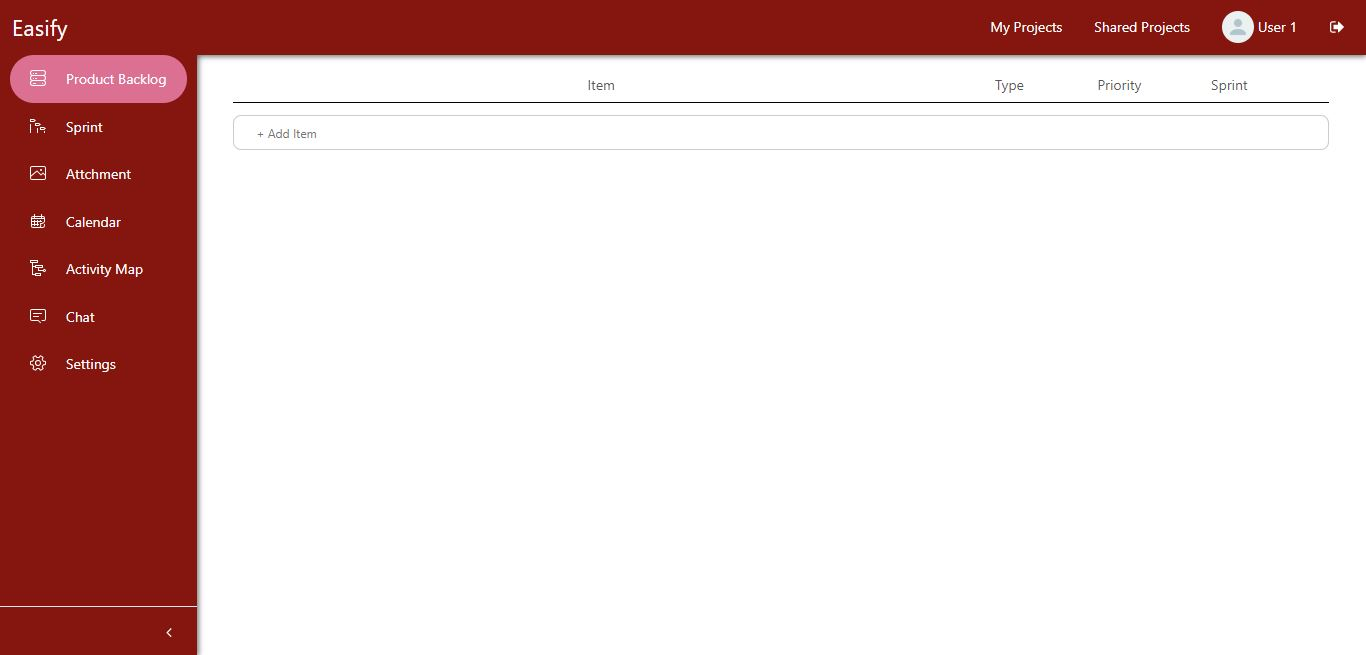 Easify
My Projects
Shared Projects
User 1
Product Backlog
Sprint
Attchment
Calendar
Activity Map
Chat
Settings
Item Type Priority Sprint
+ Add Item